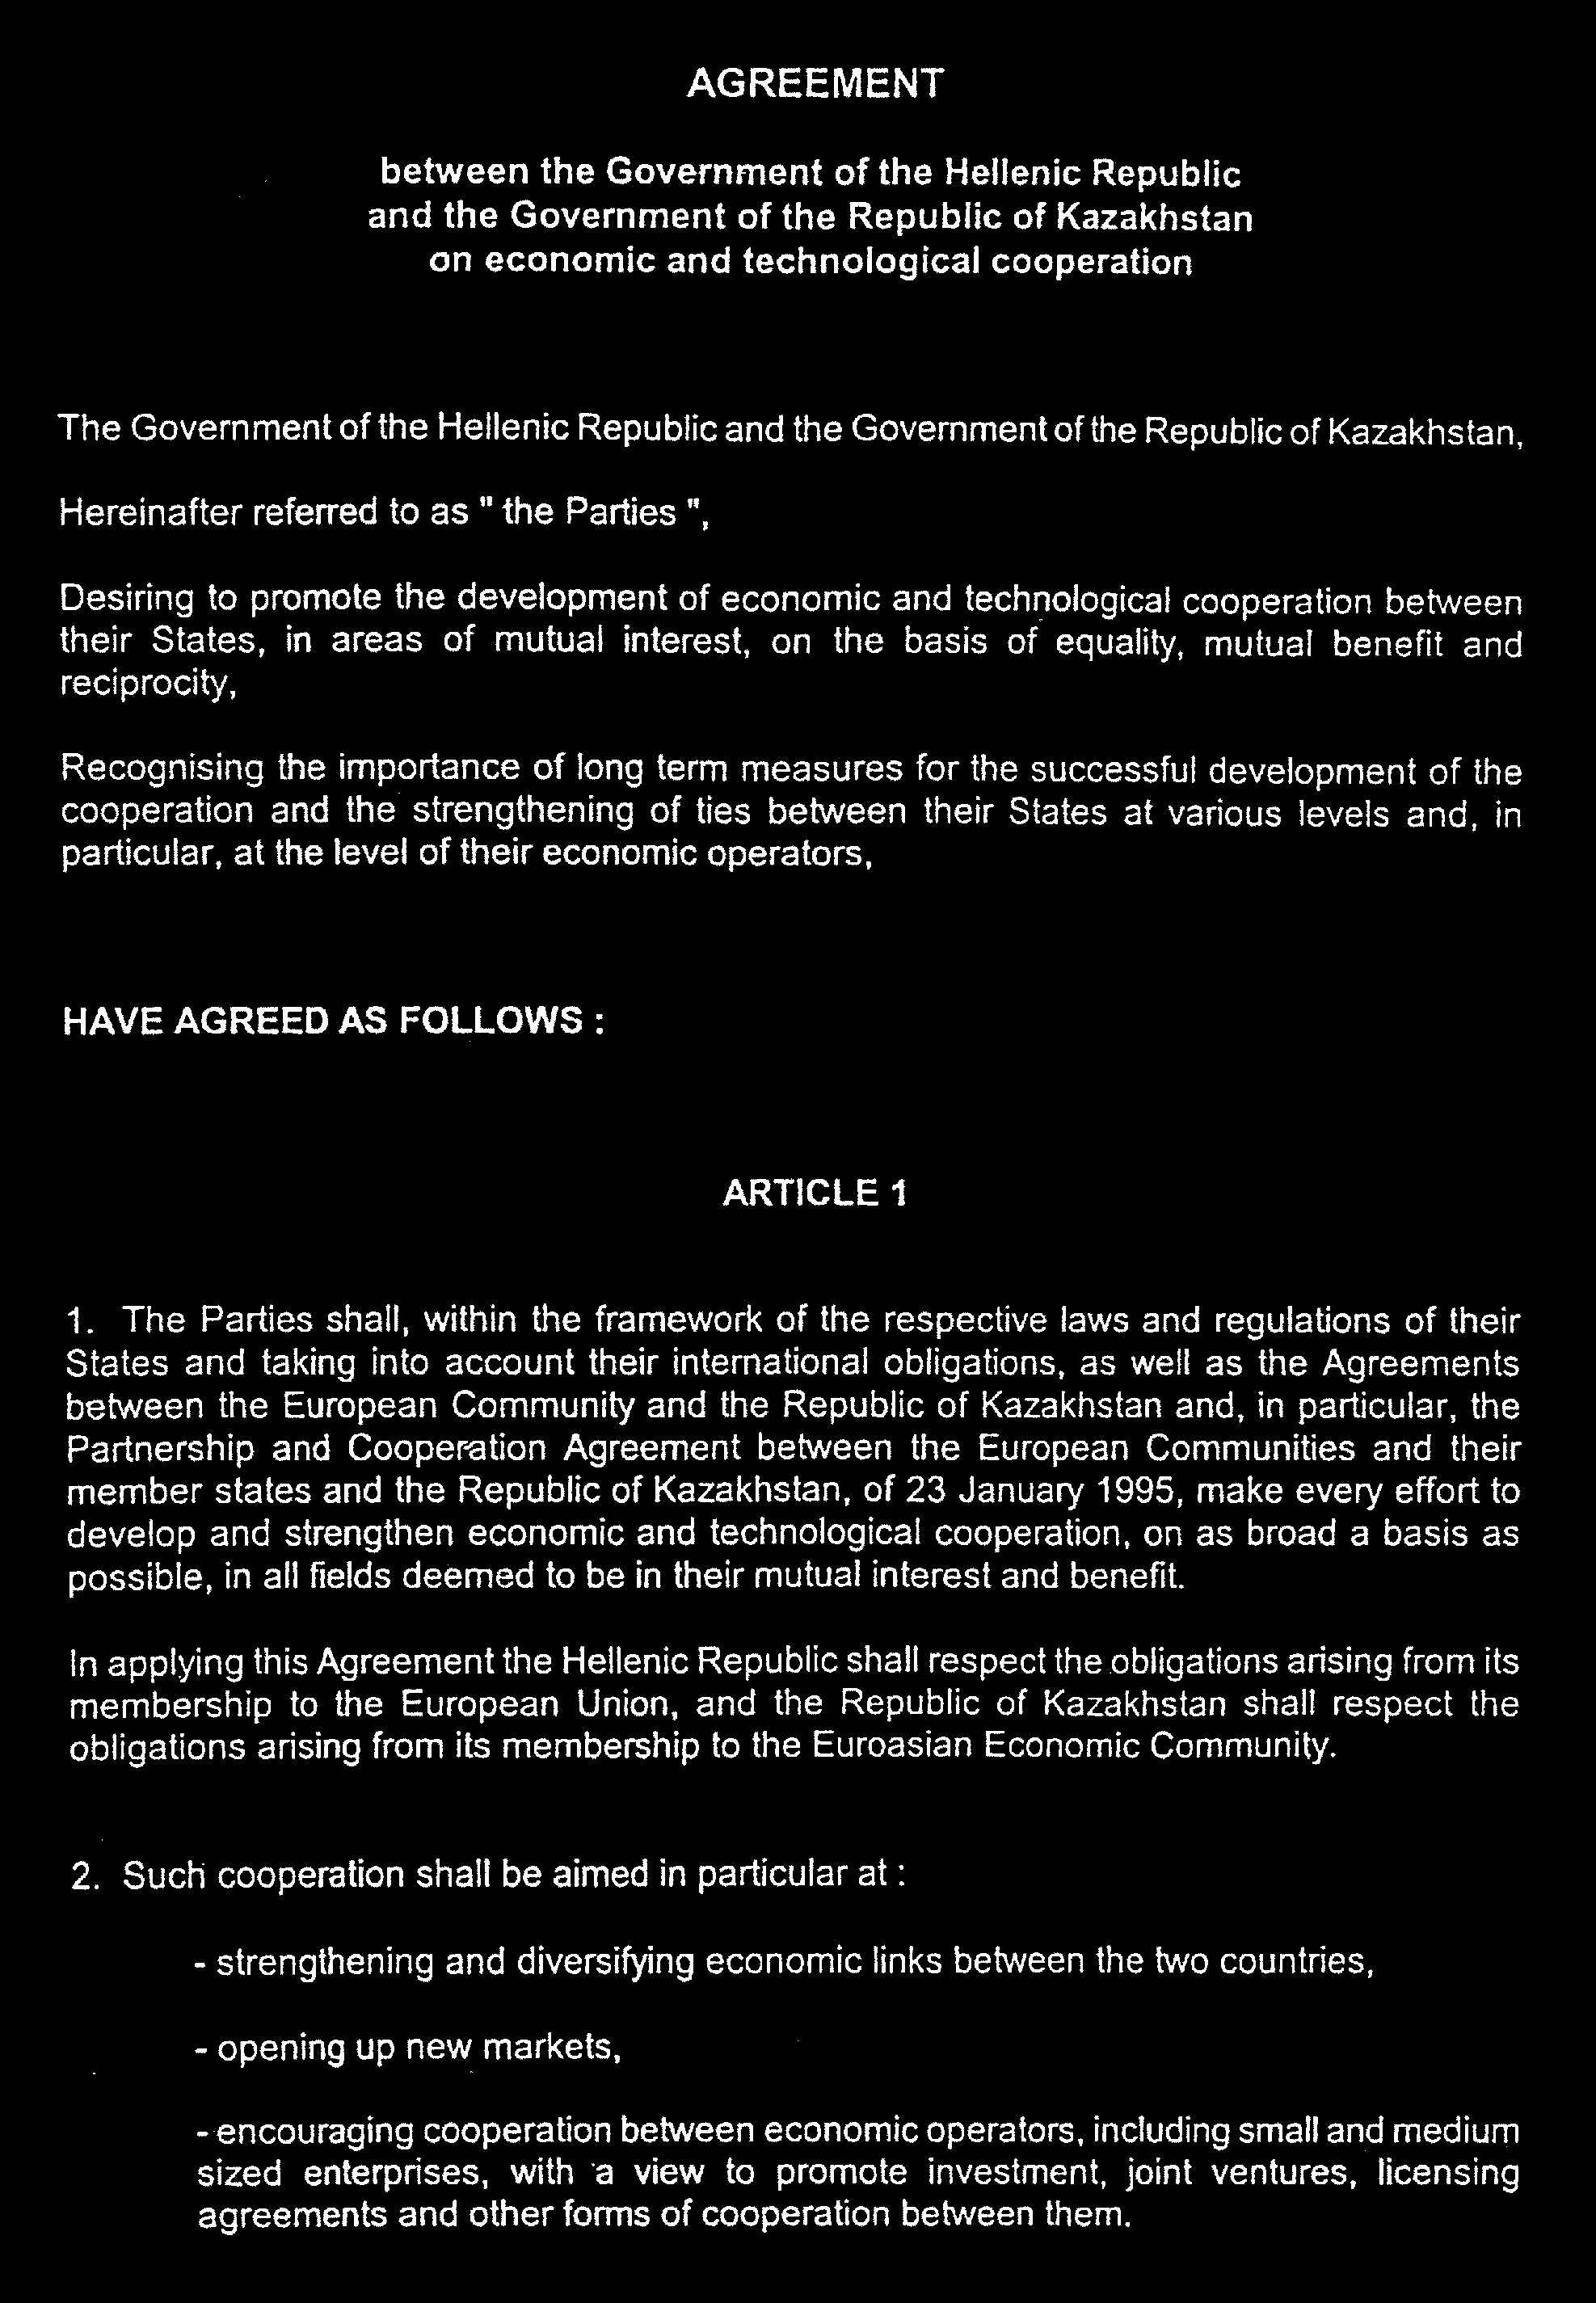 AGREEMENT
between the Government of the Hellenic Republic
and the Government of the Republic of Kazakhstan
on economic and technological cooperation
The Government of the Hellenic Republic and the Government of the Republic of Kazakhstan,
Hereinafter referred to as " the Parties ",
Desiring to promote the development of economic and technological cooperation between
their States, in areas of mutual interest, on the basis of equality, mutual benefit and
reciprocity,
Recognising the importance of long term measures for the successful development of the
cooperation and the strengthening of ties between their States at various levels and, in
particular, at the level of their economic operators,
HAVE AGREED AS FOLLOWS :
ARTICLE 1
1. The Parties shall, within the framework of the respective laws and regulations of their
States and taking into account their international obligations, as well as the Agreements
between the European Community and the Republic of Kazakhstan and, in particular, the
Partnership and Cooperation Agreement between the European Communities and their
member states and the Republic of Kazakhstan, of 23 January 1995, make every effort to
develop and strengthen economic and technological cooperation, on as broad a basis as
possible, in all fields deemed to be in their mutual interest and benefit.
In applying this Agreement the Hellenic Republic shall respect the obligations arising from its
membership to the European Union, and the Republic of Kazakhstan shall respect the
obligations arising from its membership to the Euroasian Economic Community.
2. Such cooperation shall be aimed in particular at :
- strengthening and diversifying economic links between the two countries,
- opening up new markets,
- encouraging cooperation between economic operators, including small and medium
sized enterprises, with a view to promote investment, joint ventures, licensing
agreements and other forms of cooperation between them.